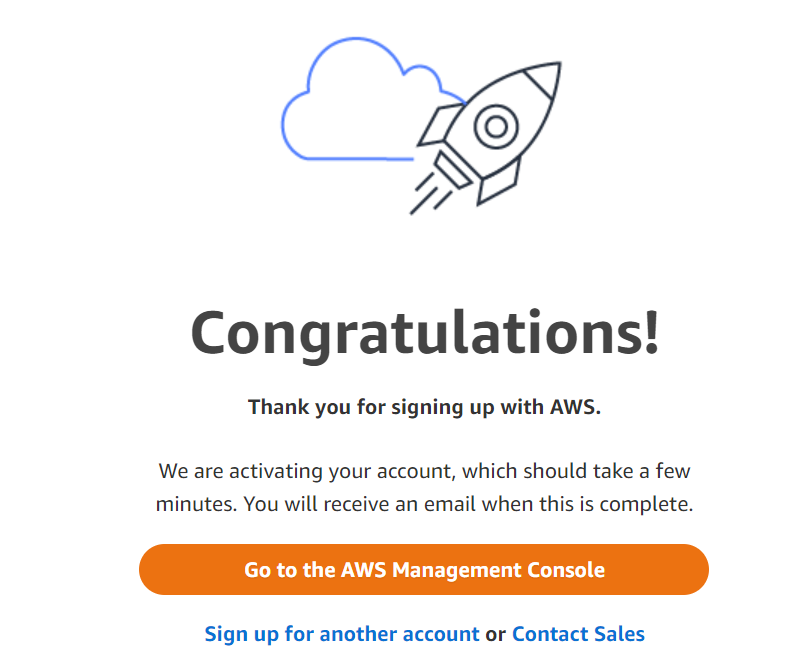 Congratulations!
Thank you for signing up with AWS.
We are activating your account, which should take a few
minutes. You will receive an email when this is complete.
Go to the AWS Management Console
Sign up for another account or Contact Sales